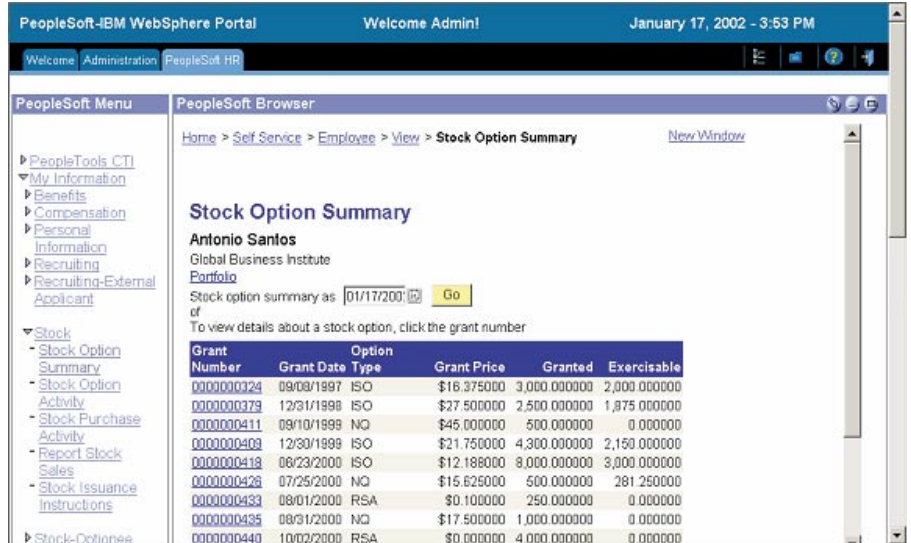 PeopleSoft-IBM WebSphere Portal Welcome Admin! January 17, 2002 - 3:53 PM
Welcome Administration PeopleSoft HR
PeopleSoft Menu
PeopleTools CTI
My Information
Benefits
Compensation
Personal
Information
Recruiting
Recruiting-External
Applicant
Stock
Stock Option
Summary
Stock Option
Activity
Stock Purchase
Activity
Report Stock
Sales
Stock Issuance
Instructions
Stock-Optionee
PeopleSoft Browser
Home > Self Service > Employee > View > Stock Option Summary New Window
Stock Option Summary
Antonio Santos
Global Business Institute
Portfolio
Stock option summary as 01/17/200 Go
of
To view details about a stock option, click the grant number
Grant Option
Number Grant Date Type Grant Price Granted Exercisable
0000000324 09/08/1997 ISO $16.375000 3,000.000000 2,000.000000
0000000379 12/31/1998 ISO $27.500000 2,500.000000 1,875.000000
0000000411 09/10/1999 NQ $45.000000 500.000000 0.000000
0000000409 12/30/1999 ISO $21.750000 4,300.000000 2,150.000000
0000000418 06/23/2000 ISO $12.188000 8,000.000000 3,000.000000
0000000426 07/25/2000 NQ $15.625000 500.000000 281.250000
0000000433 08/01/2000 RSA $0.100000 250.000000 0.000000
0000000435 08/31/2000 NQ $17.500000 1,000.000000 0.000000
0000000440 10/02/2000 RSA $0.000000 4,000.000000 0.000000